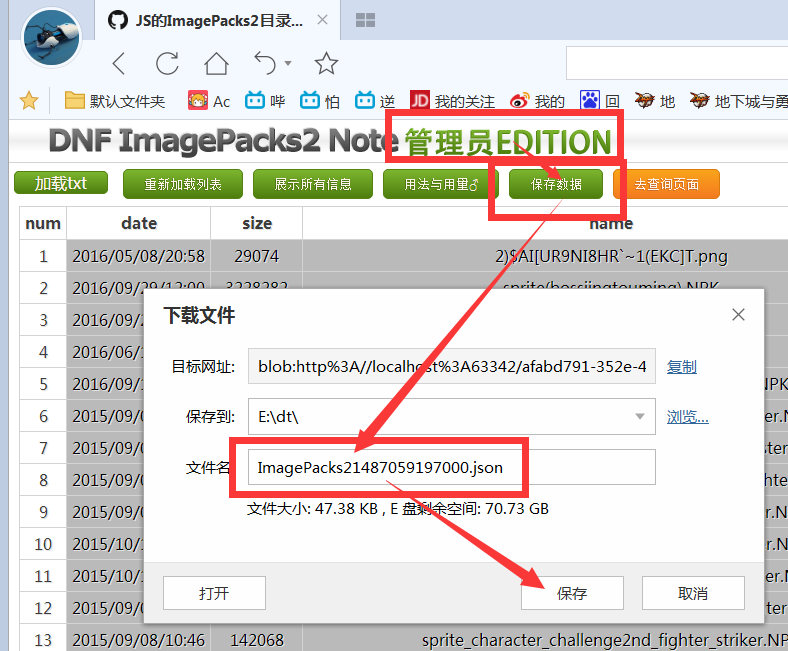 JS的ImagePacks2目录...
默认文件夹 Ac 哔 怕 逆 JD 我的关注 我的 回 地 地下城与勇
DNF ImagePacks2 Note 管理员EDITION
加载txt 重新加载列表 展示所有信息 用法与用量♂ 保存数据 去查询页面
num date size name
1 2016/05/08/20:58 29074 2)$AI[UR9NI8HR`~1(EKC]T.png
2 2016/09/29/12:00 3228282 sprite(bossjingtouming).NPK
下载文件
3 2016/09/
4 2016/06/1
目标网址: blob:http%3A//localhost%3A63342/afabd791-352e-4 复制
5 2016/09/1 NPK
6 2015/09/0 er.N
保存到: E:\dt\ 浏览...
7 2015/09/0 ster
文件名 ImagePacks21487059197000.json
8 2015/09/0 hter
文件大小: 47.38 KB , E 盘剩余空间: 70.73 GB
9 2015/09/0 r.N
10 2015/10/1 r.N
11 2015/10/1 er.
打开 保存 取消
12 2015/09/0 ter
13 2015/09/08/10:46 142068 sprite_character_challenge2nd_fighter_striker.NP